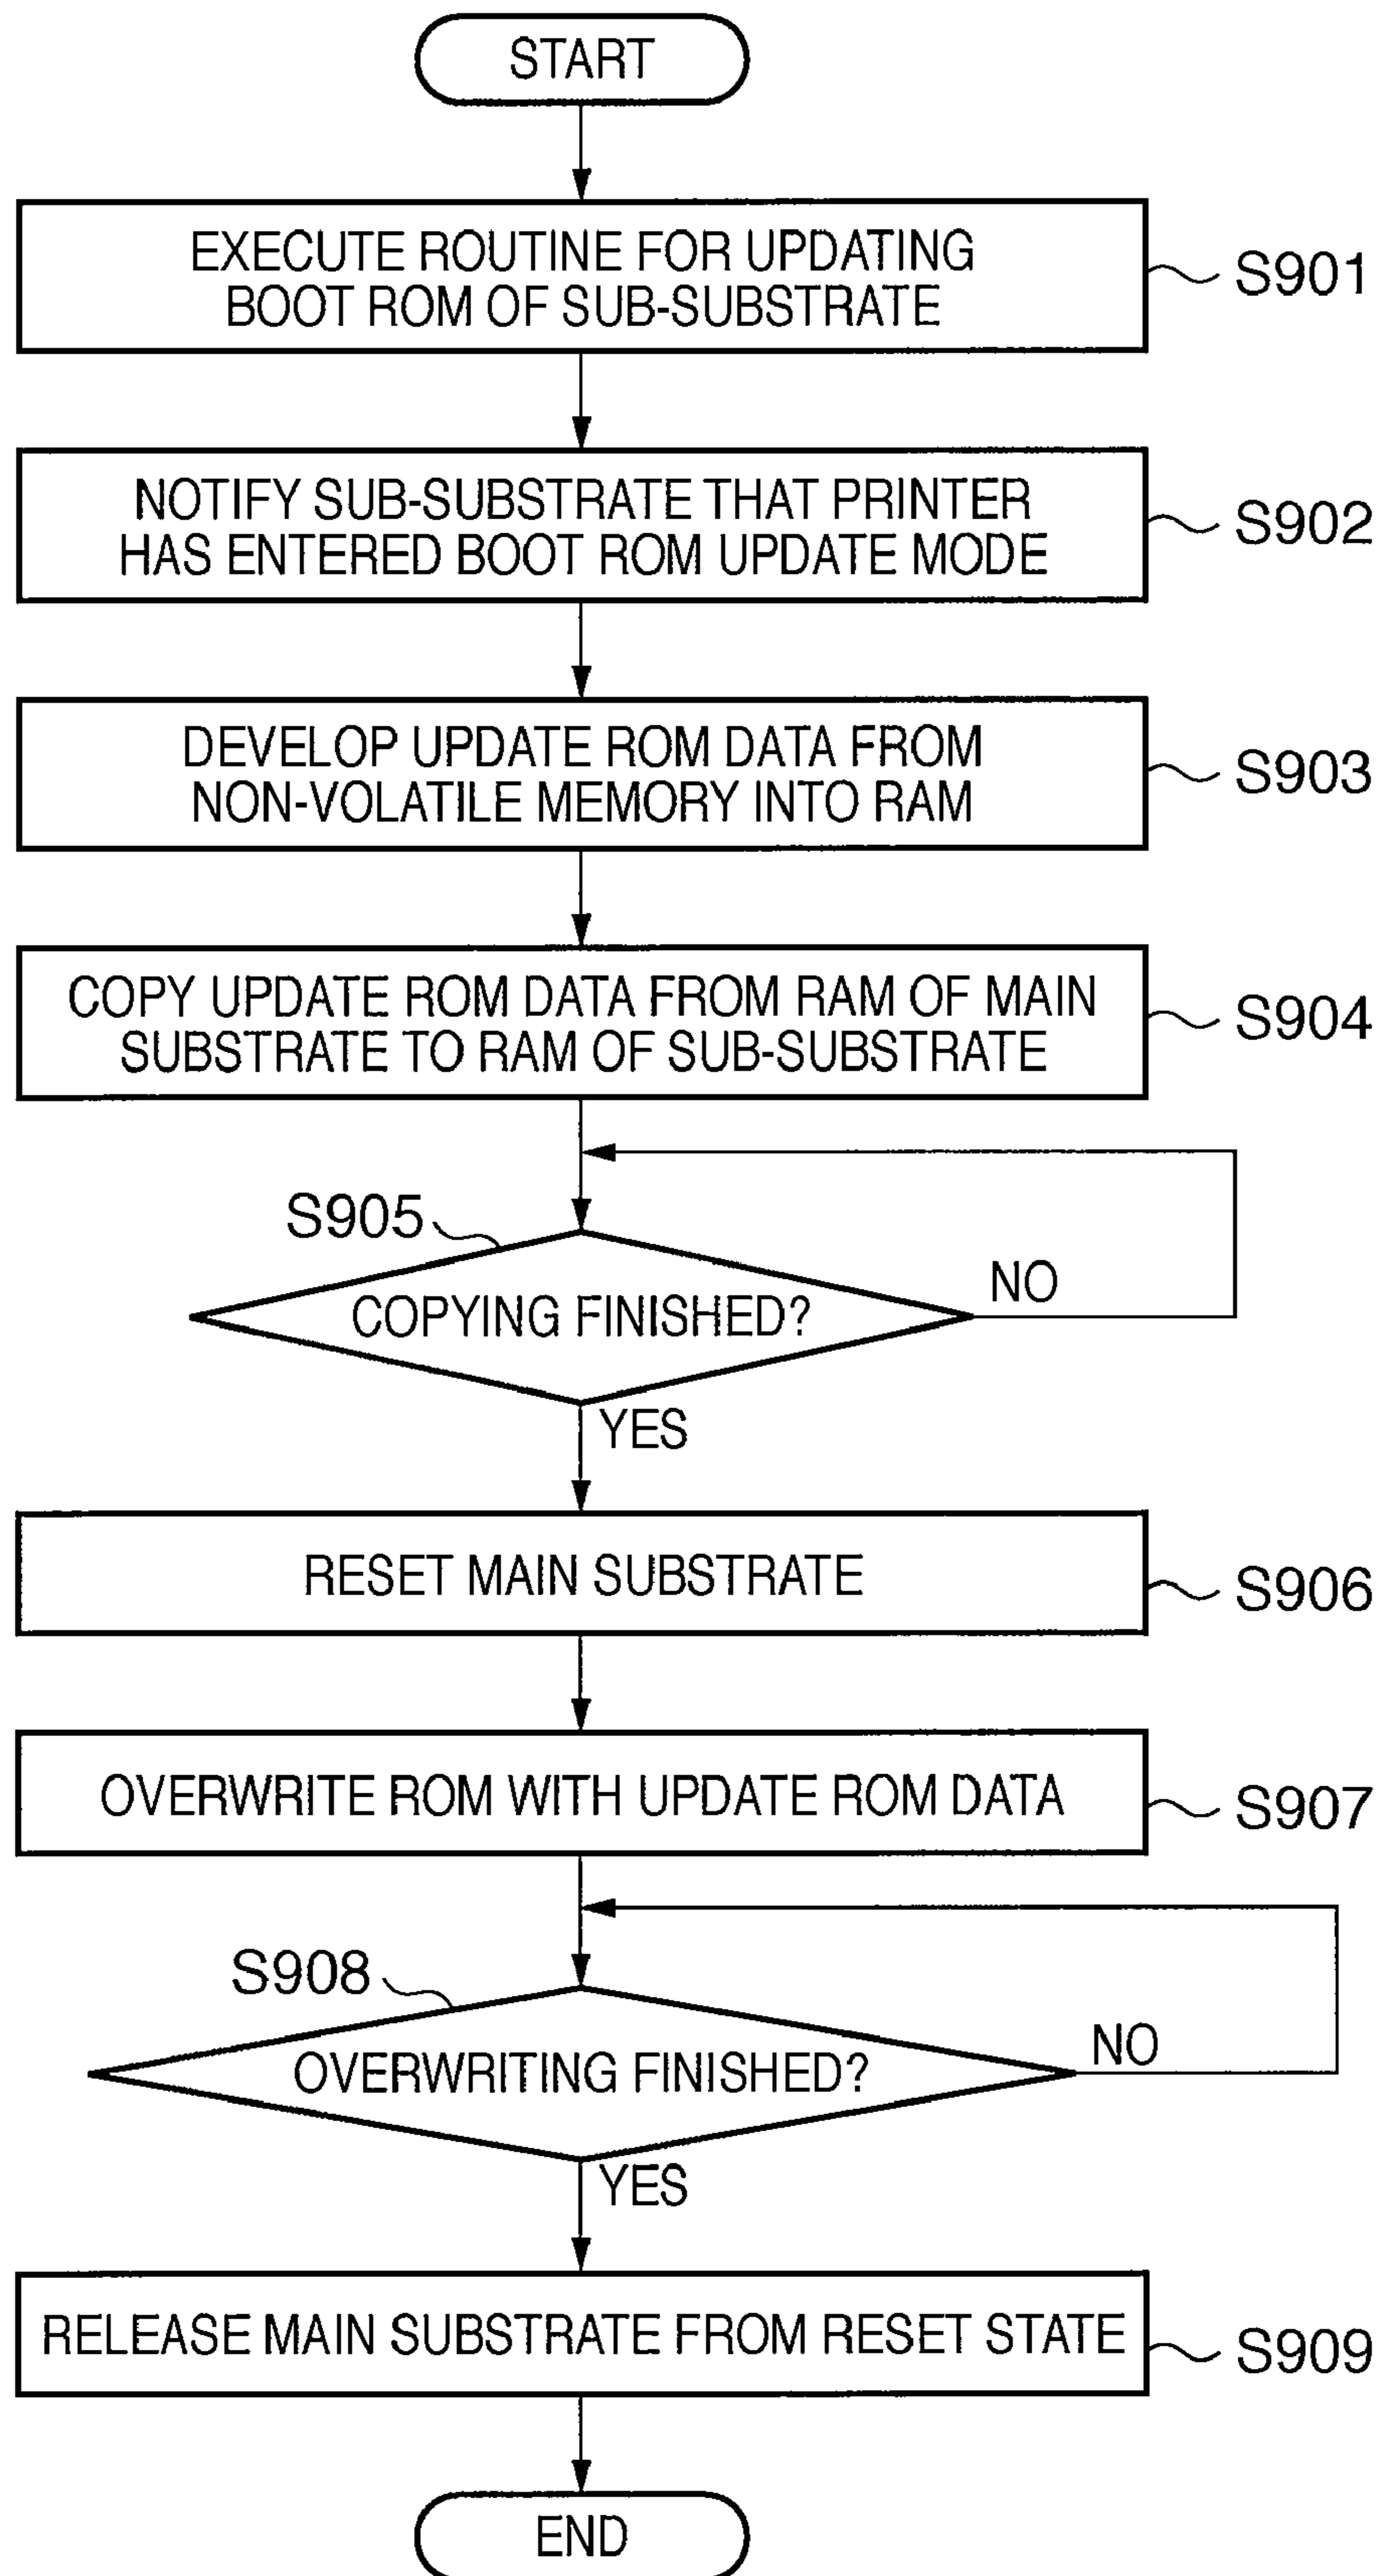 START
EXECUTE ROUTINE FOR UPDATING
BOOT ROM OF SUB-SUBSTRATE
S901
NOTIFY SUB-SUBSTRATE THAT PRINTER
HAS ENTERED BOOT ROM UPDATE MODE
S902
DEVELOP UPDATE ROM DATA FROM
NON-VOLATILE MEMORY INTO RAM
S903
COPY UPDATE ROM DATA FROM RAM OF MAIN
SUBSTRATE TO RAM OF SUB-SUBSTRATE
S904
S905
COPYING FINISHED?
NO
YES
RESET MAIN SUBSTRATE
S906
OVERWRITE ROM WITH UPDATE ROM DATA
S907
S908
OVERWRITING FINISHED?
NO
YES
RELEASE MAIN SUBSTRATE FROM RESET STATE
S909
END